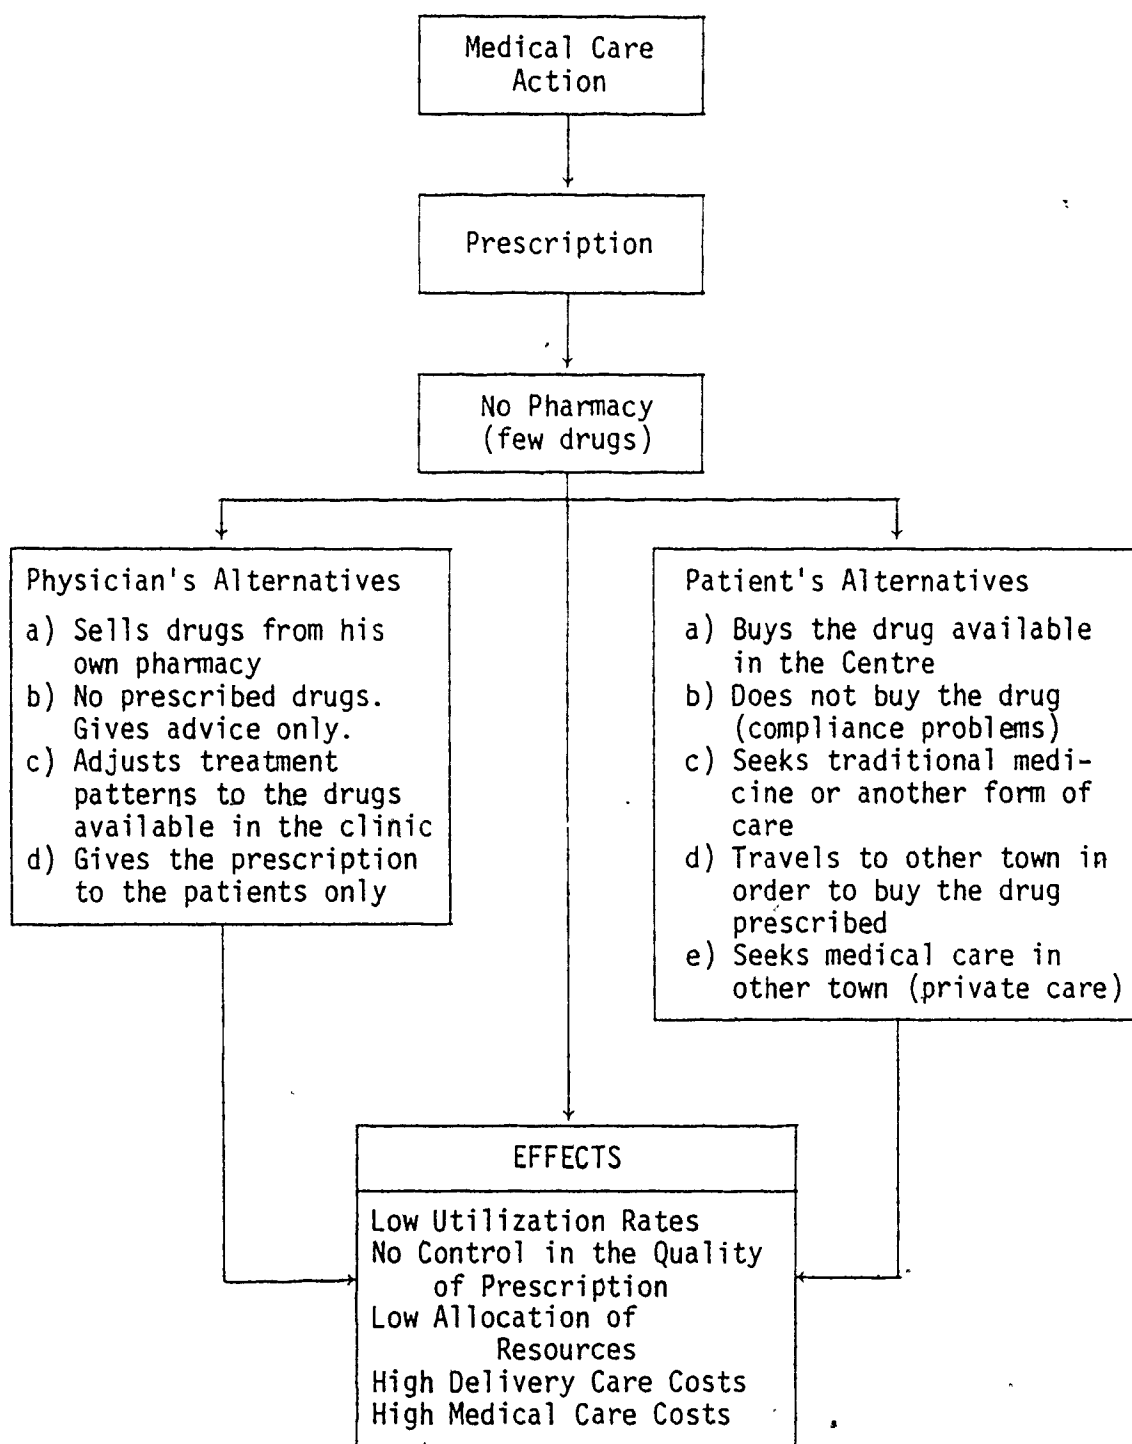 Medical Care
Action
Prescription
No Pharmacy
(few drugs)
Physician's Alternatives
a) Sells drugs from his
own pharmacy
b) No prescribed drugs.
Gives advice only.
c) Adjusts treatment
patterns to the drugs
available in the clinic
d) Gives the prescription
to the patients only
Patient's Alternatives
a) Buys the drug available
in the Centre
b) Does not buy the drug
(compliance problems)
c) Seeks traditional medi-
cine or another form of
care
d) Travels to other town in
order to buy the drug
prescribed
e) Seeks medical care in
other town (private care)
EFFECTS
Low Utilization Rates
No Control in the Quality
of Prescription
Low Allocation of
Resources
High Delivery Care Costs
High Medical Care Costs